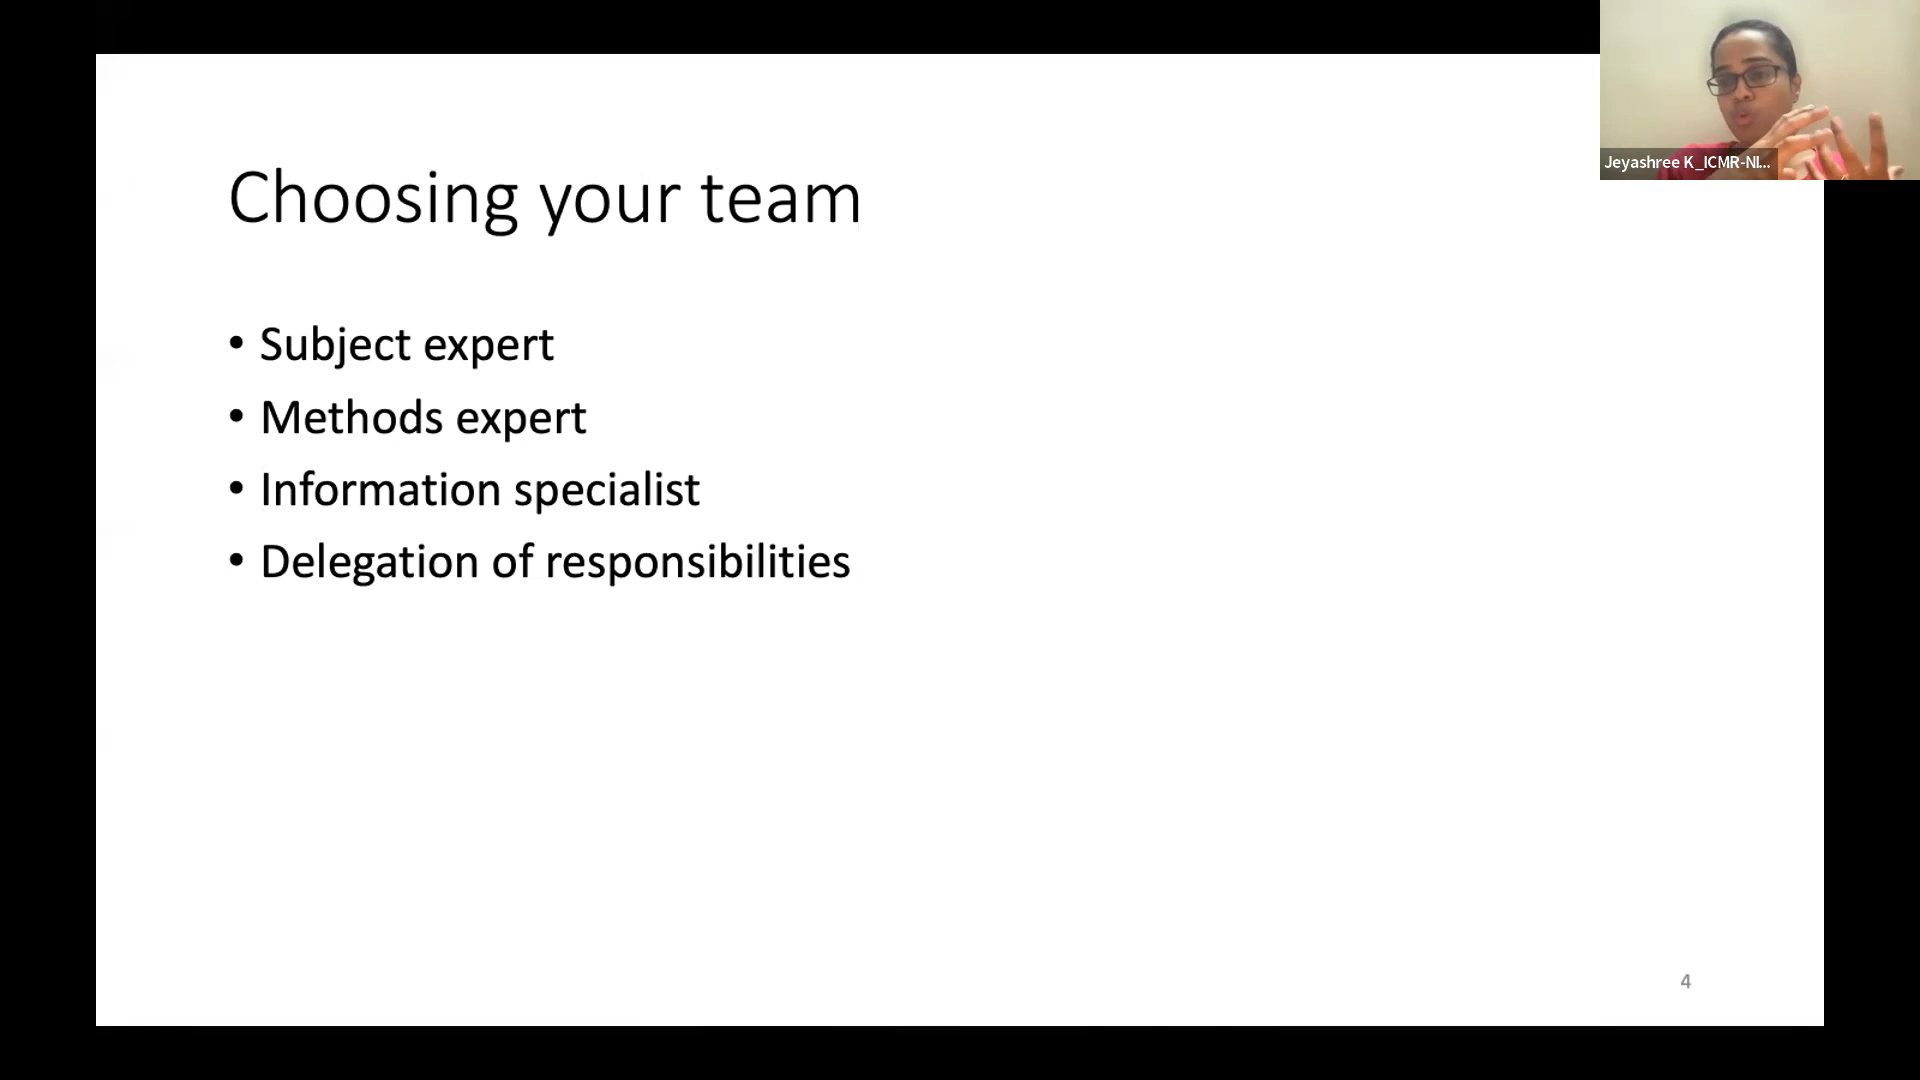 Jeyashree K_ICMR-NI...
Choosing your team
• Subject expert
• Methods expert
• Information specialist
• Delegation of responsibilities
4